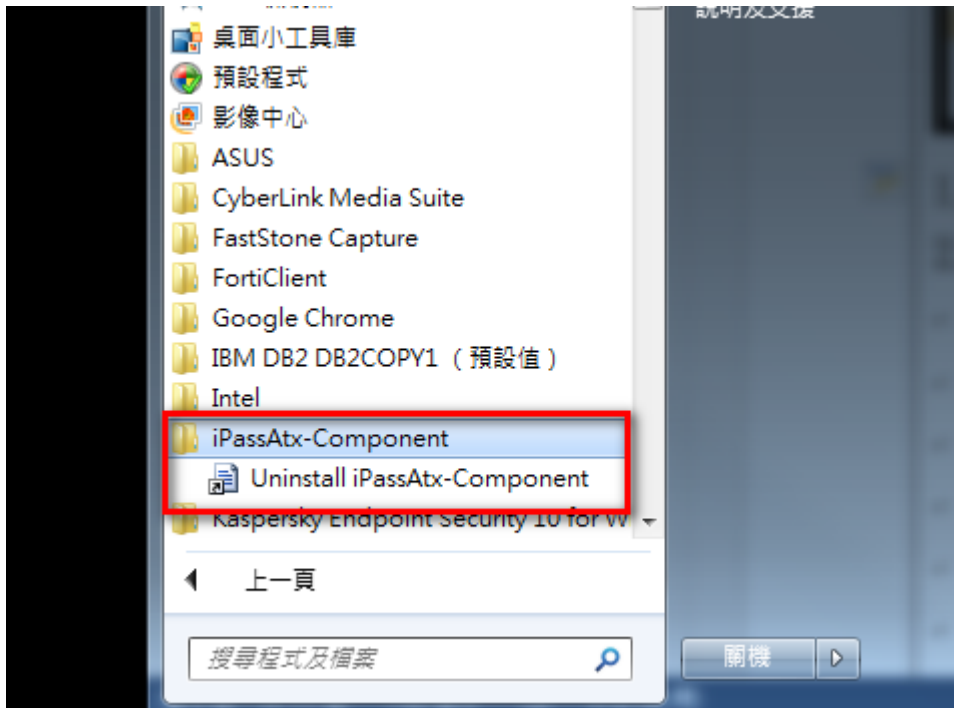 說明及支援
桌面小工具庫
預設程式
影像中心
ASUS
CyberLink Media Suite
FastStone Capture
FortiClient
Google Chrome
IBM DB2 DB2COPY1 （預設值）
Intel
iPassAtx-Component
Uninstall iPassAtx-Component
Kaspersky Endpoint Security 10 for W
上一頁
搜尋程式及檔案
關機